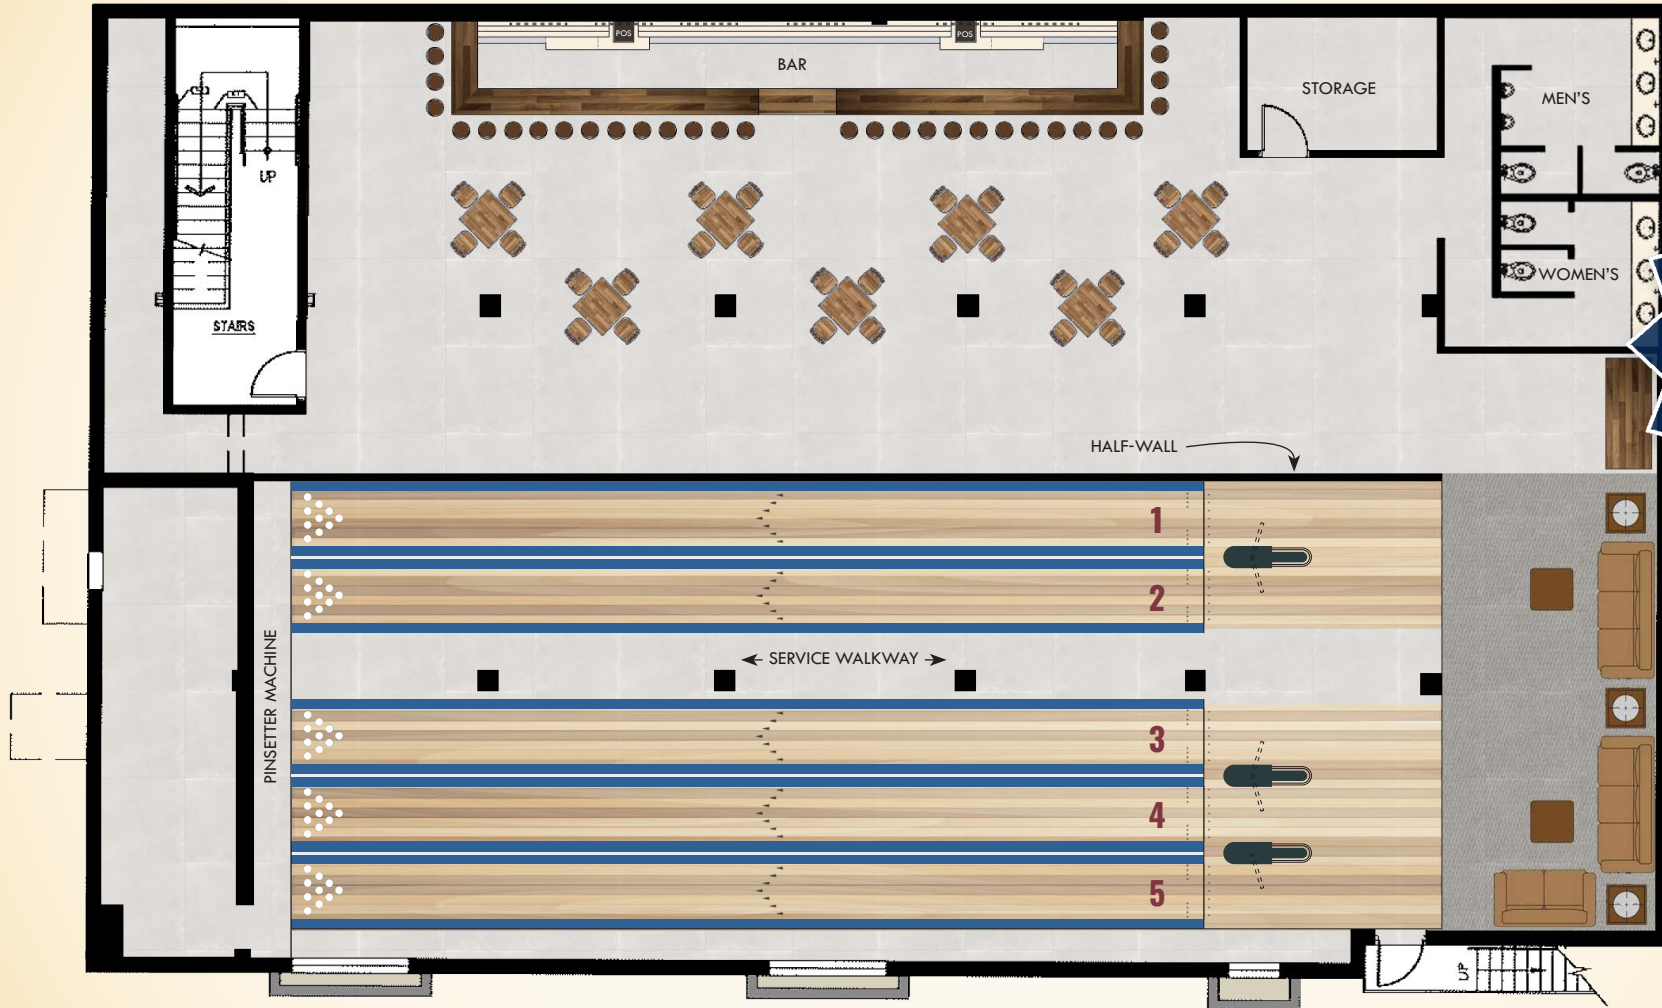 POS
POS
BAR
STORAGE
MEN'S
UP
WOMEN'S
STAIRS
HALF-WALL
1
2
PINSETTER MACHINE
SERVICE WALKWAY
3
4
5
UP